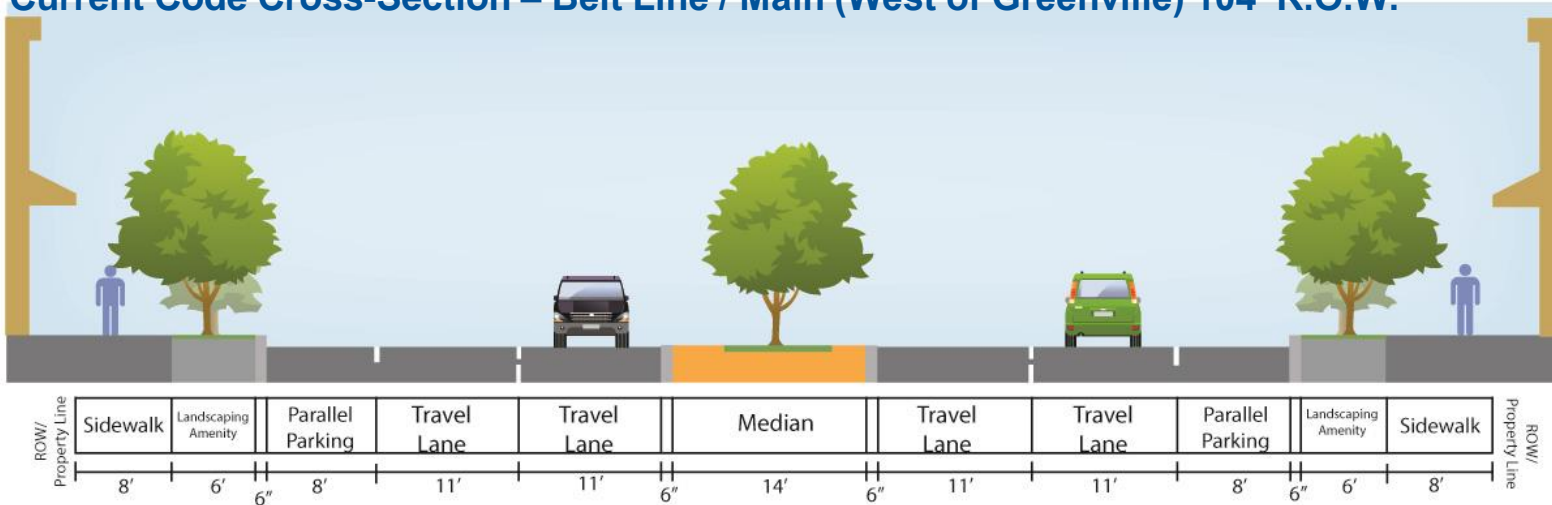 Current Code Cross-Section – Belt Line / Main (West of Greenville) 104' R.O.W.
ROW/
Property Line
Sidewalk
Landscaping
Amenity
Parallel
Parking
Travel
Lane
Travel
Lane
Median
Travel
Lane
Travel
Lane
Parallel
Parking
Landscaping
Amenity
Sidewalk
ROW/
Property Line
8' 6' 6" 8' 11' 11' 6" 14' 6" 11' 11' 8' 6" 6' 8'